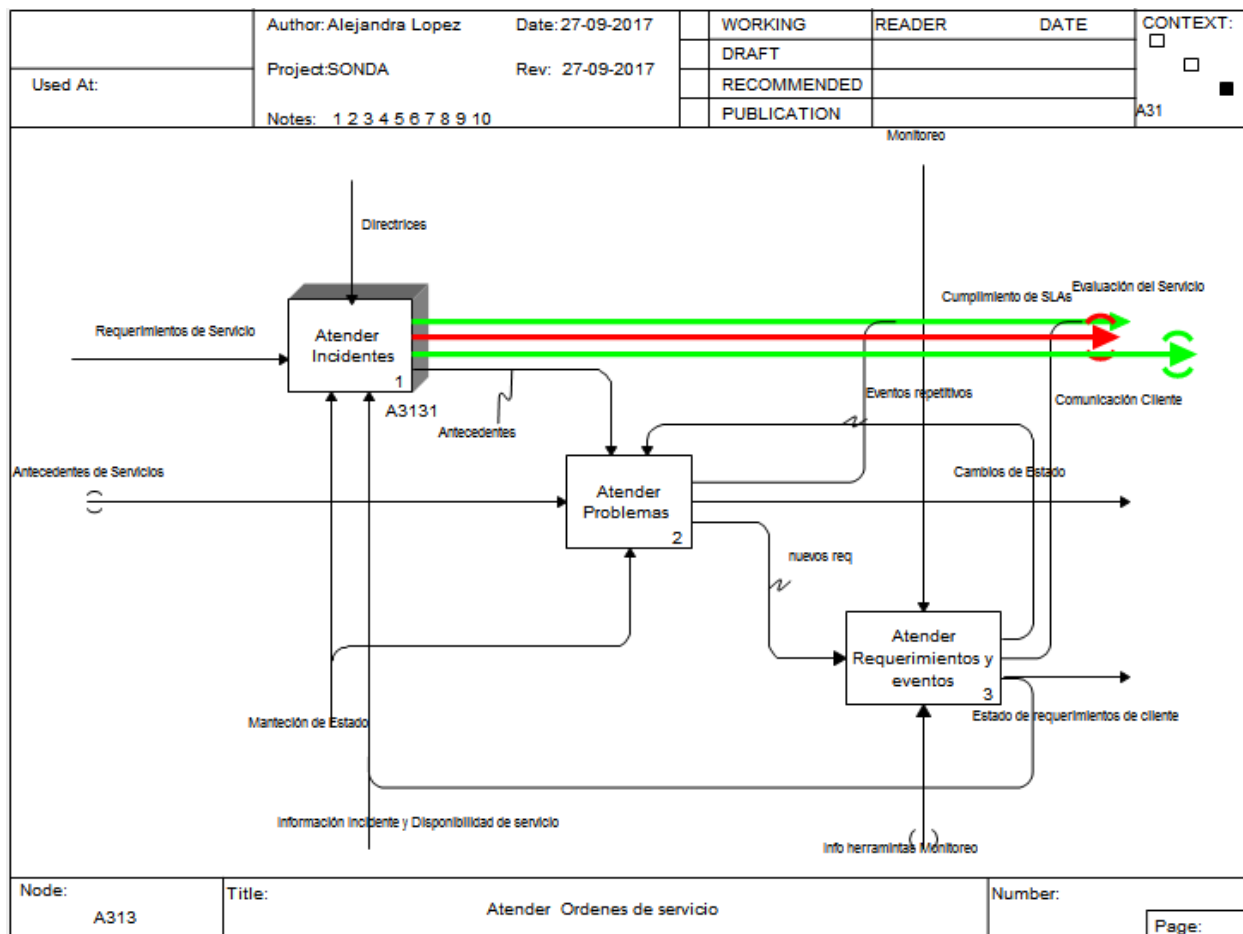 Used At:
Author: Alejandra Lopez
Date: 27-09-2017
Project: SONDA
Rev: 27-09-2017
Notes: 1 2 3 4 5 6 7 8 9 10
WORKING
DRAFT
RECOMMENDED
PUBLICATION
READER
DATE
CONTEXT:
A31
Monitoreo
Directrices
Evaluación del Servicio
Cumplimiento de SLAs
Requerimientos de Servicio
Atender
Incidentes
1
A3131
Eventos repetitivos
Comunicación Cliente
Antecedentes
Antecedentes de Servicios
Cambios de Estado
Atender
Problemas
2
nuevos req
Atender
Requerimientos y
eventos
3
Mantención de Estado
Estado de requerimientos de cliente
Información Incidente y Disponibilidad de servicio
Info herramintas Monitoreo
Node:
A313
Title:
Atender Ordenes de servicio
Number:
Page: